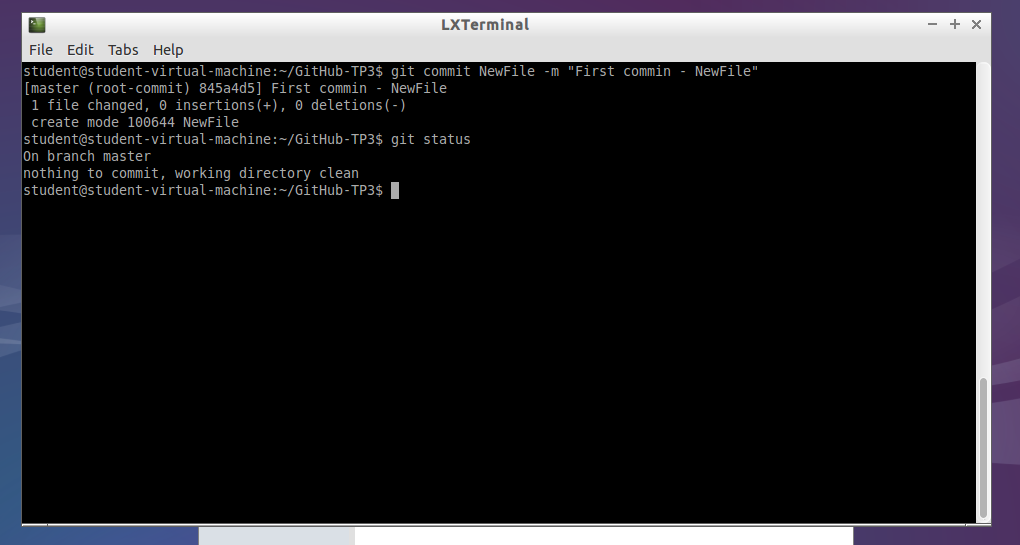 LXTerminal
File Edit Tabs Help
student@student-virtual-machine:~/GitHub-TP3$ git commit NewFile -m "First commin - NewFile"
[master (root-commit) 845a4d5] First commin - NewFile
 1 file changed, 0 insertions(+), 0 deletions(-)
 create mode 100644 NewFile
student@student-virtual-machine:~/GitHub-TP3$ git status
On branch master
nothing to commit, working directory clean
student@student-virtual-machine:~/GitHub-TP3$